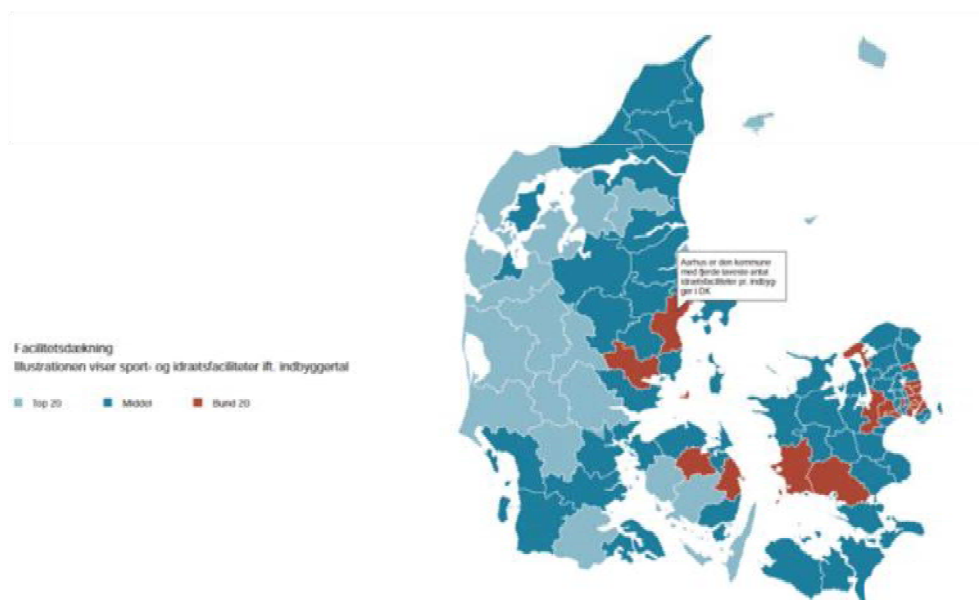 Aarhus er den kommune
med fjerde laveste antal
idrætsfaciliteter pr. indbyg
ger i DK
Facilitetsdækning
Illustrationen viser sport- og idrætsfaciliteter ift. indbyggertal
Top 20 Middel Bund 20